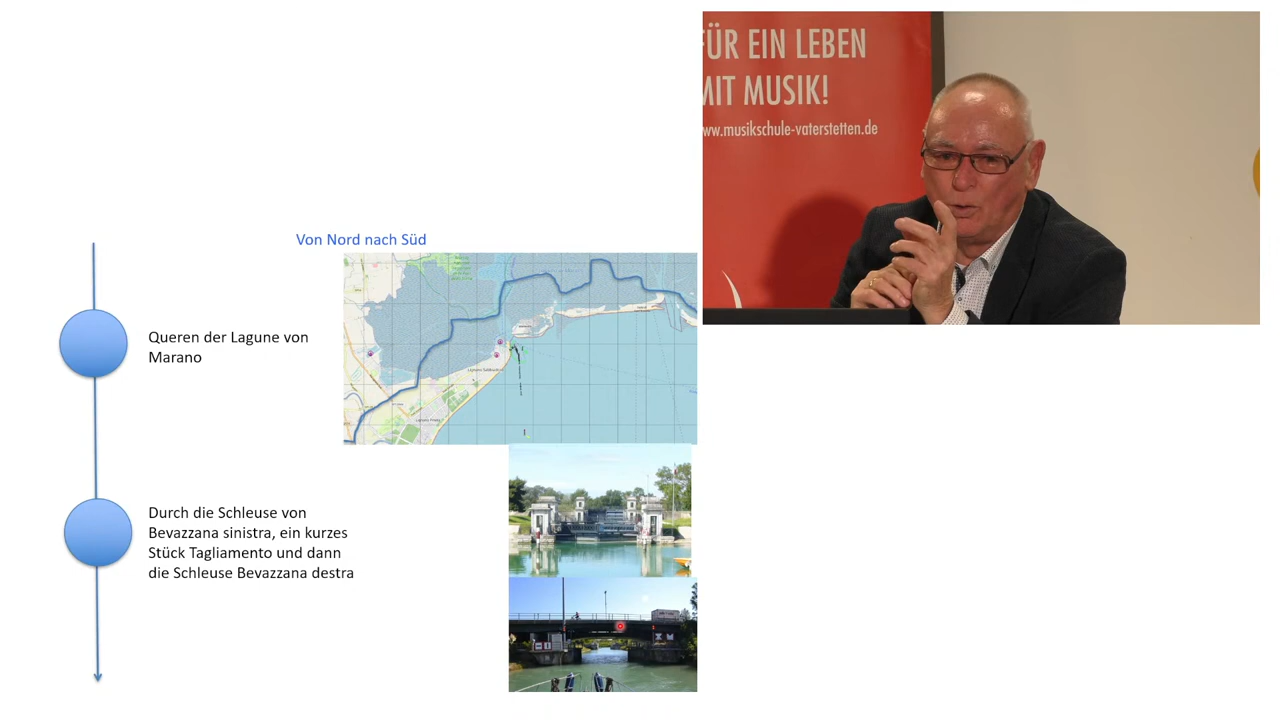 FÜR EIN LEBEN
MIT MUSIK!
www.musikschule-vaterstetten.de
Von Nord nach Süd
Queren der Lagune von
Marano
Durch die Schleuse von
Bevazzana sinistra, ein kurzes
Stück Tagliamento und dann
die Schleuse Bevazzana destra